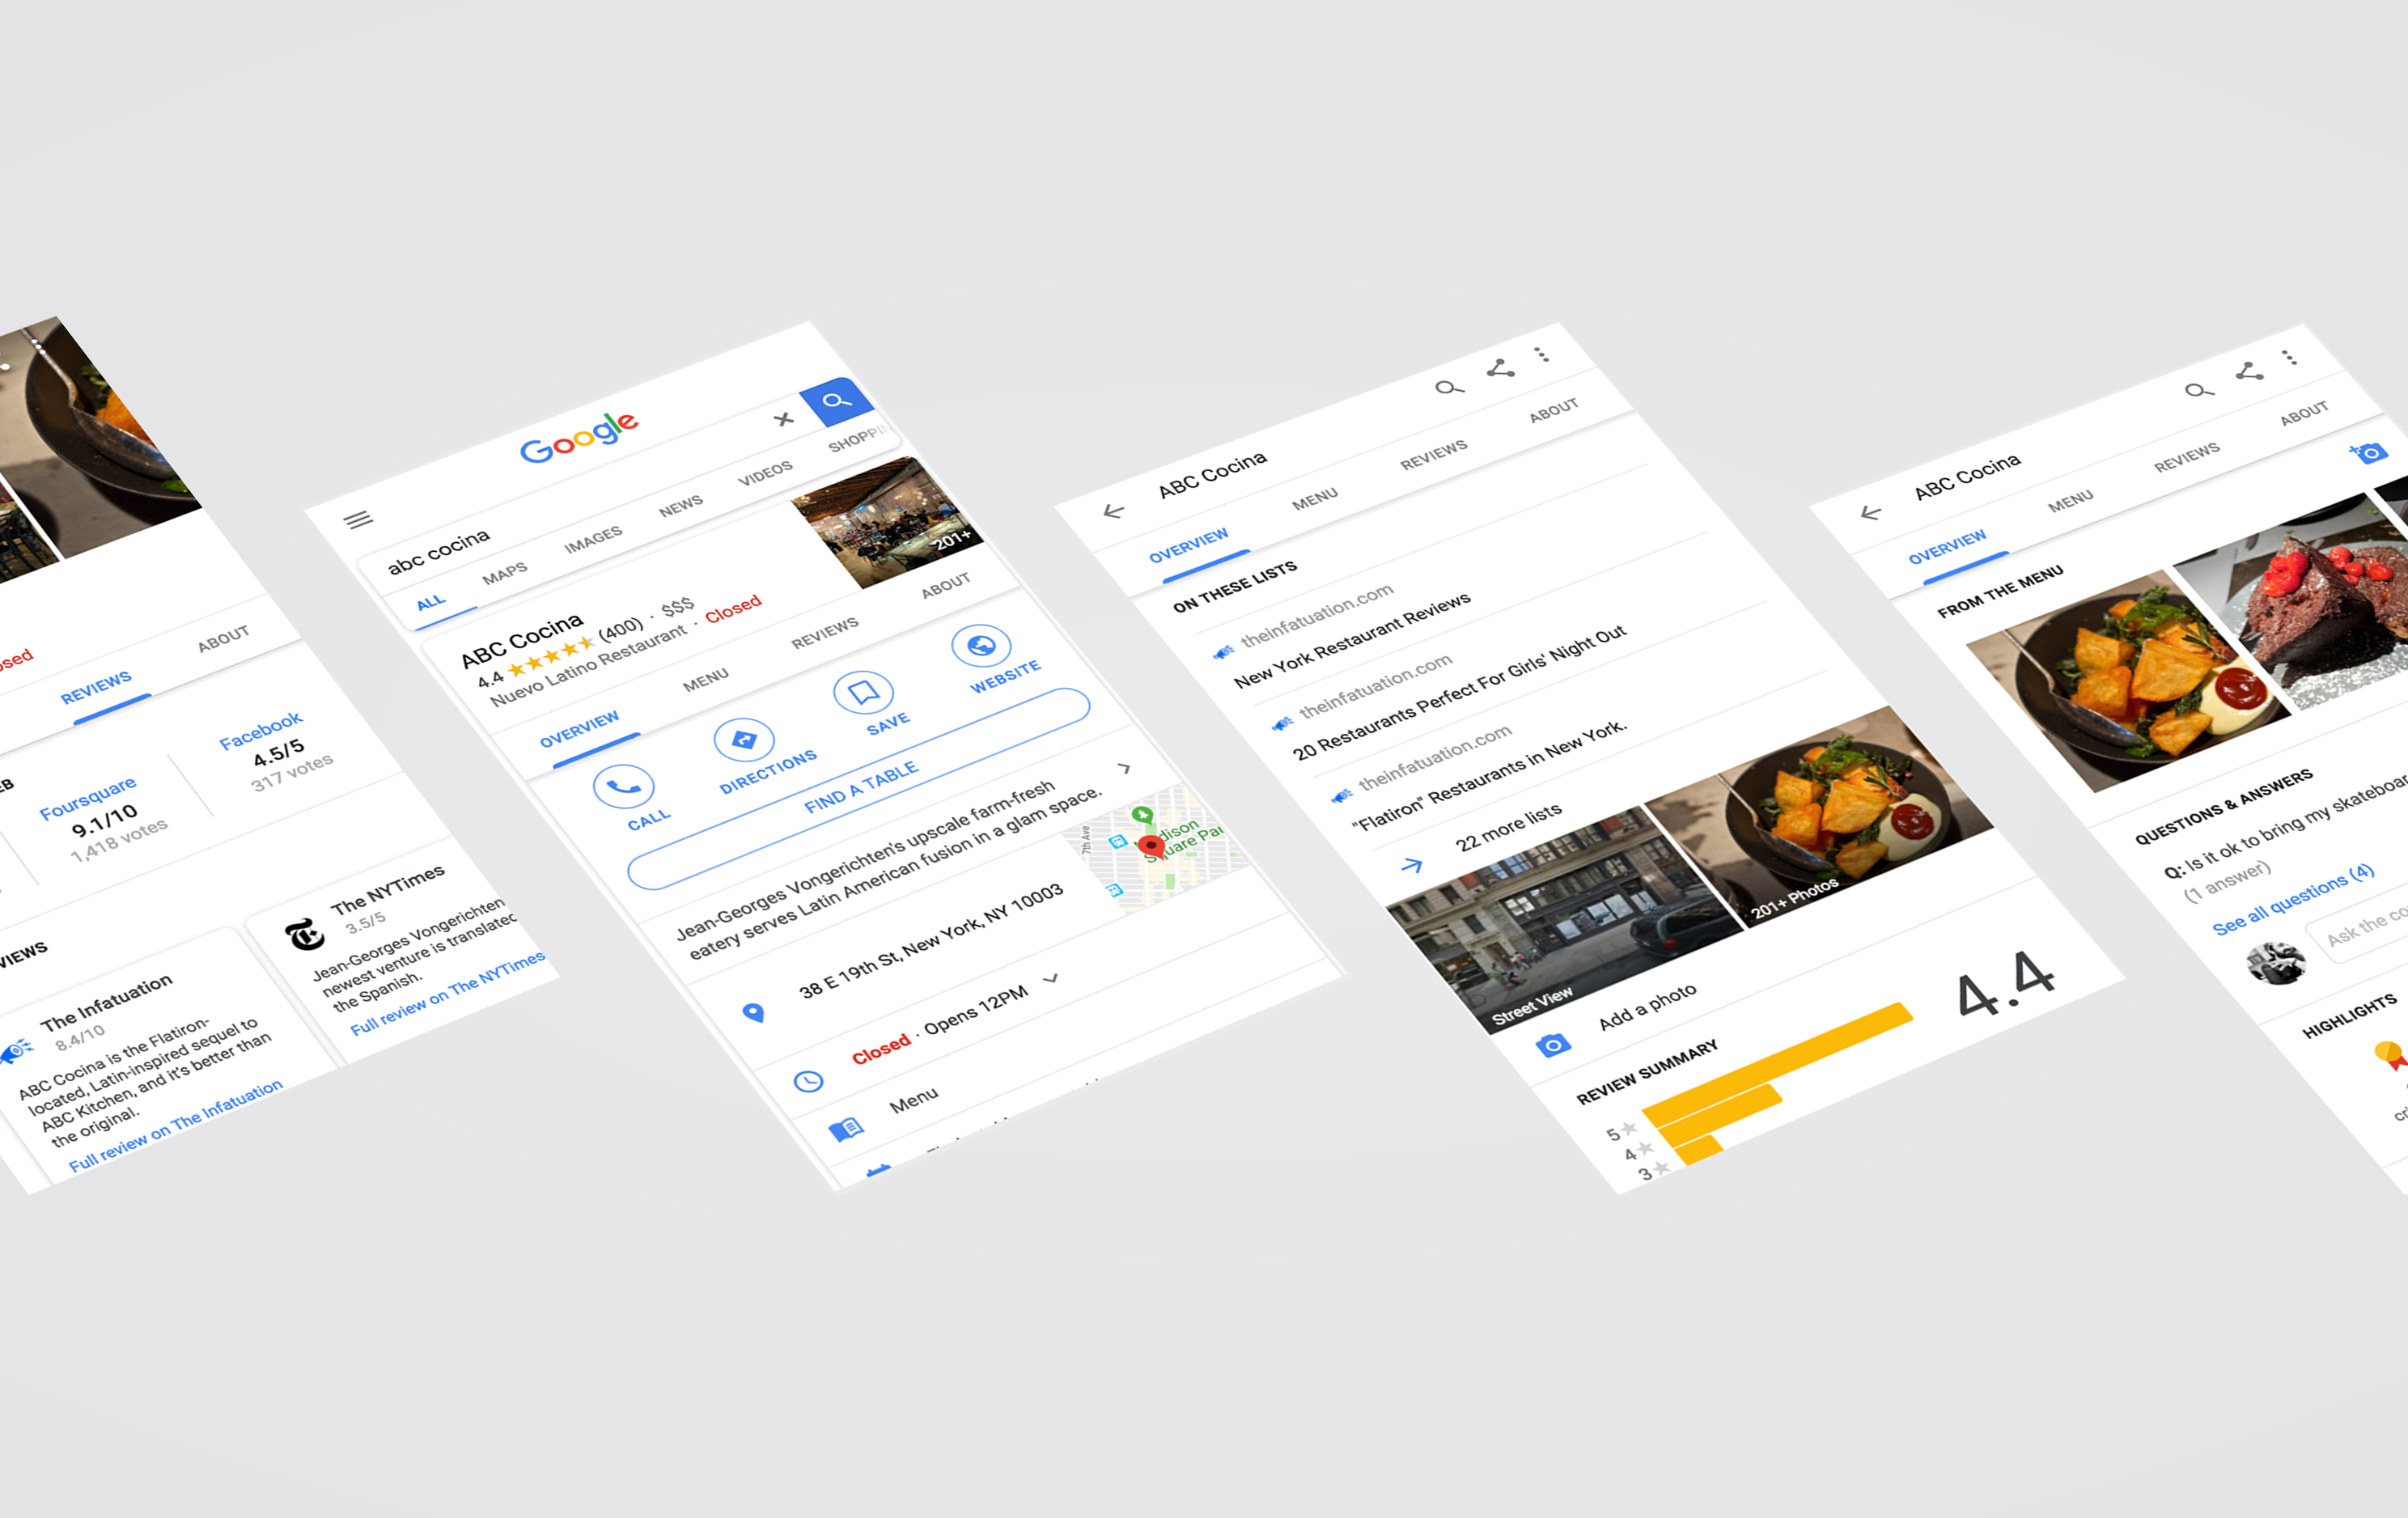 REVIEWS
ABOUT
Foursquare
9.1/10
1,418 votes
Facebook
4.5/5
317 votes
The Infatuation
8.4/10
ABC Cocina is the Flatiron-
located, Latin-inspired sequel to
ABC Kitchen, and it's better than
the original.
Full review on The Infatuation
The NYTimes
3.5/5
Jean-Georges Vongerichten
newest venture is translated
the Spanish.
Full review on The NYTimes
Google
abc cocina
ALL
MAPS
IMAGES
NEWS
VIDEOS
ABC Cocina
4.4 (400) · $$$
Nuevo Latino Restaurant · Closed
201+
OVERVIEW
MENU
REVIEWS
ABOUT
CALL
DIRECTIONS
SAVE
WEBSITE
FIND A TABLE
Jean-Georges Vongerichten's upscale farm-fresh
eatery serves Latin American fusion in a glam space.
7th Ave
38 E 19th St, New York, NY 10003
Closed · Opens 12PM
Menu
ABC Cocina
OVERVIEW
MENU
REVIEWS
ABOUT
ON THESE LISTS
theinfatuation.com
New York Restaurant Reviews
theinfatuation.com
20 Restaurants Perfect For Girls' Night Out
theinfatuation.com
"Flatiron" Restaurants in New York.
22 more lists
Street View
201+ Photos
Add a photo
REVIEW SUMMARY
5
4
3
4.4
ABC Cocina
OVERVIEW
MENU
REVIEWS
ABOUT
FROM THE MENU
QUESTIONS & ANSWERS
Q: Is it ok to bring my
(1 answer)
See all questions (4)
Ask the
HIGHLIGHTS